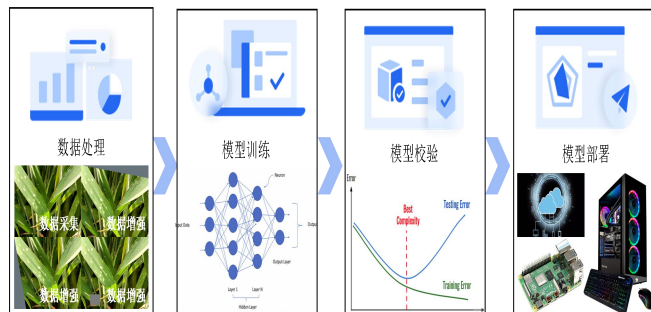 数据处理
数据采集
数据增强
数据增强
数据增强
模型训练
Neuron
Input Data
Output
Output Layer
Layer 1
Layer N
Hidden Layer
模型校验
Error
Best
Complexity
Testing Error
Training Error
模型部署